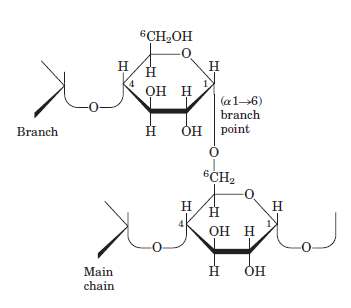 ⁶CH₂OH
O
H H H
4 1
OH H
O
(α1→6)
branch
point
Branch
H OH
O
⁶CH₂
O
H H H
4 1
OH H
O O
Main
chain
H OH